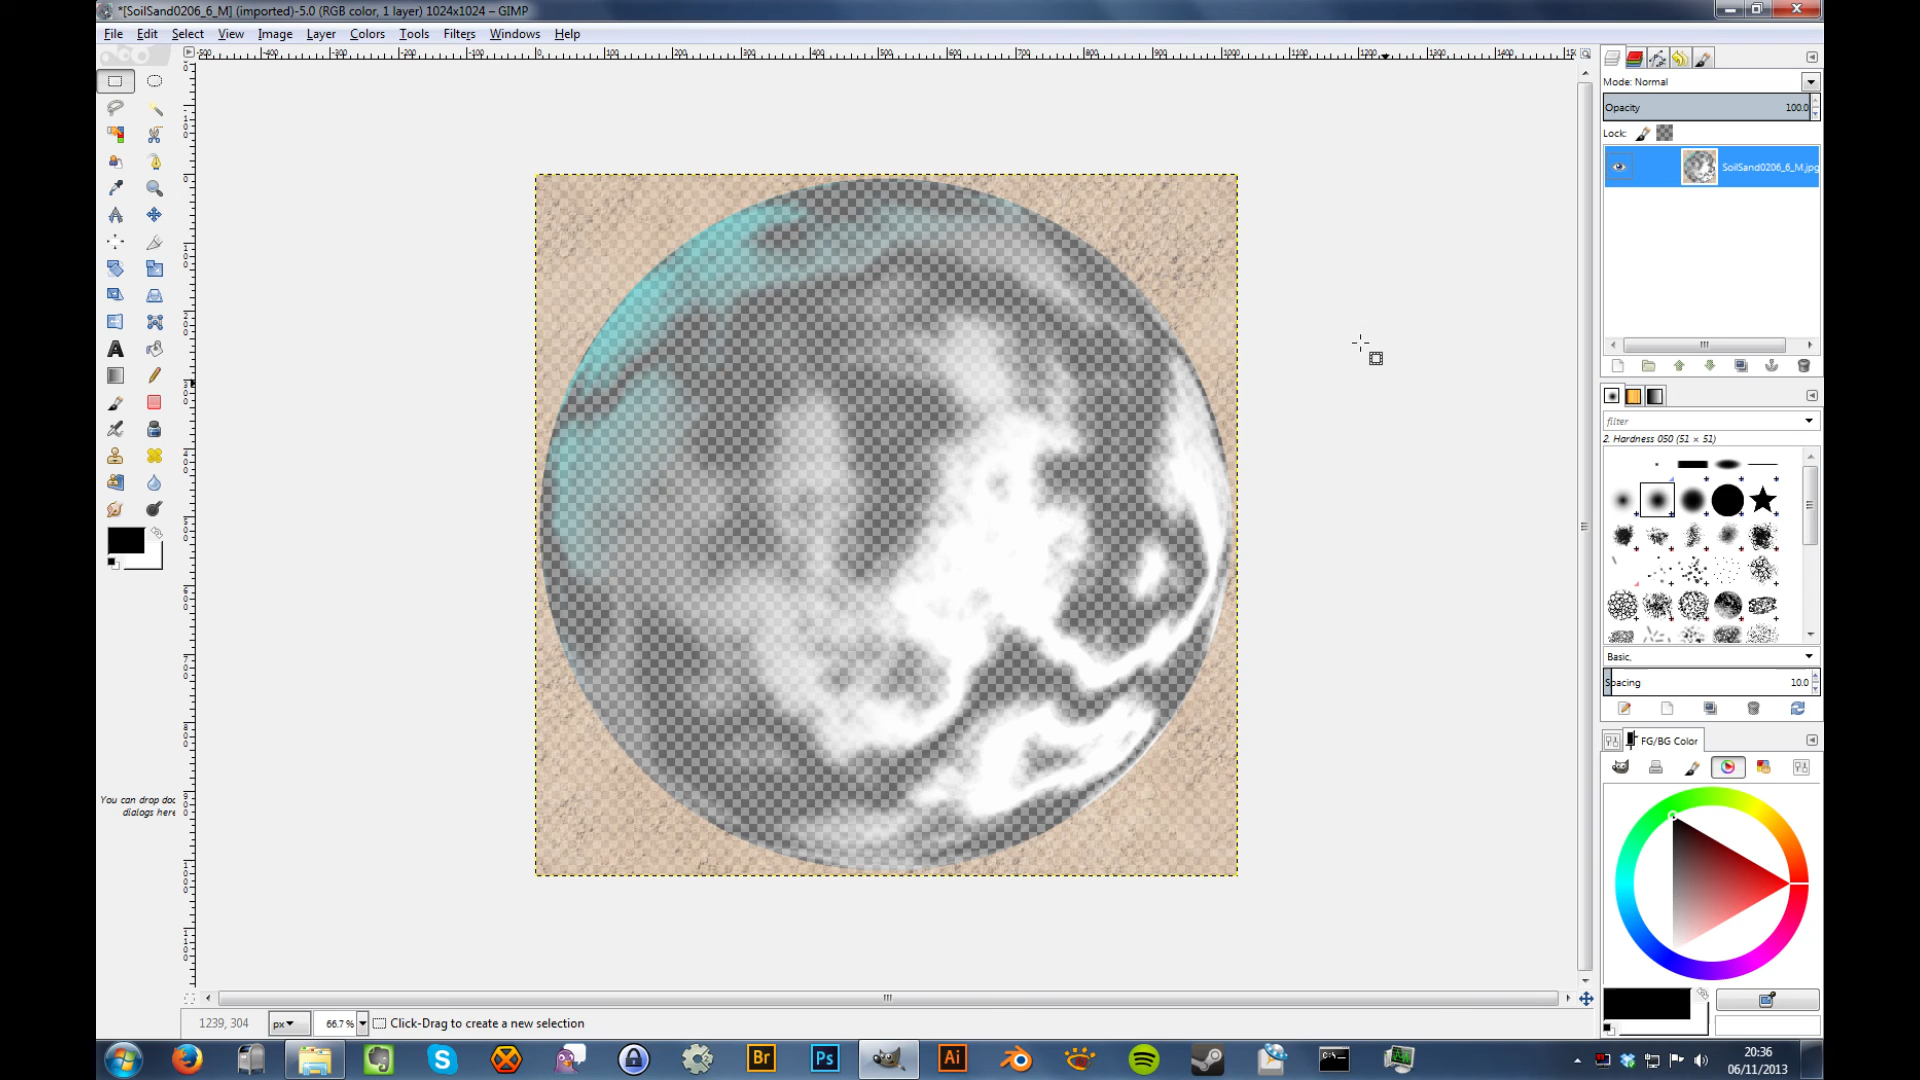 *[SoilSand0206_6_M] (imported)-5.0 (RGB color, 1 layer) 1024x1024 – GIMP
File Edit Select View Image Layer Colors Tools Filters Windows Help
Mode: Normal
Opacity 100.0
Lock:
SoilSand0206_6_M.jpg
filter
2. Hardness 050 (51 × 51)
Basic,
Spacing 10.0
FG/BG Color
You can drop doc
dialogs here
1239, 304 px 66.7 % Click-Drag to create a new selection
Br Ps Ai
20:36
06/11/2013